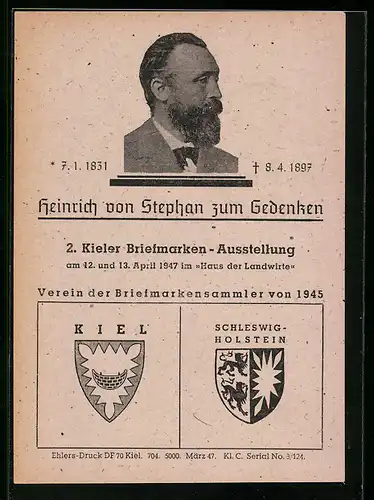 * 7. 1. 1831
† 8. 4. 1897
Heinrich von Stephan zum Gedenken
2. Kieler Briefmarken-Ausstellung
am 12. und 13. April 1947 im »Haus der Landwirte«
Verein der Briefmarkensammler von 1945
KIEL
SCHLESWIG-
HOLSTEIN
Ehlers-Druck DF 70 Kiel. 704. 5000. März 47. Kl. C. Serial No. 3/124.